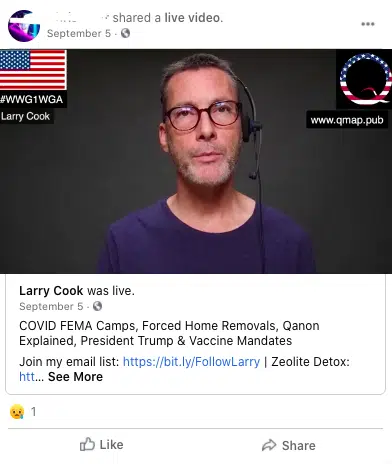 shared a live video.
September 5 ·
#WWG1WGA
Larry Cook
www.qmap.pub
Larry Cook was live.
September 5 ·
COVID FEMA Camps, Forced Home Removals, Qanon
Explained, President Trump & Vaccine Mandates
Join my email list: https://bit.ly/FollowLarry | Zeolite Detox:
htt... See More
1
Like
Share